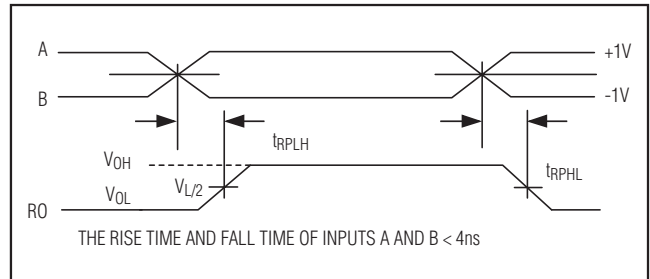 A
+1V
B
-1V
tRPLH
VOH
tRPHL
VL/2
VOL
RO
THE RISE TIME AND FALL TIME OF INPUTS A AND B < 4ns